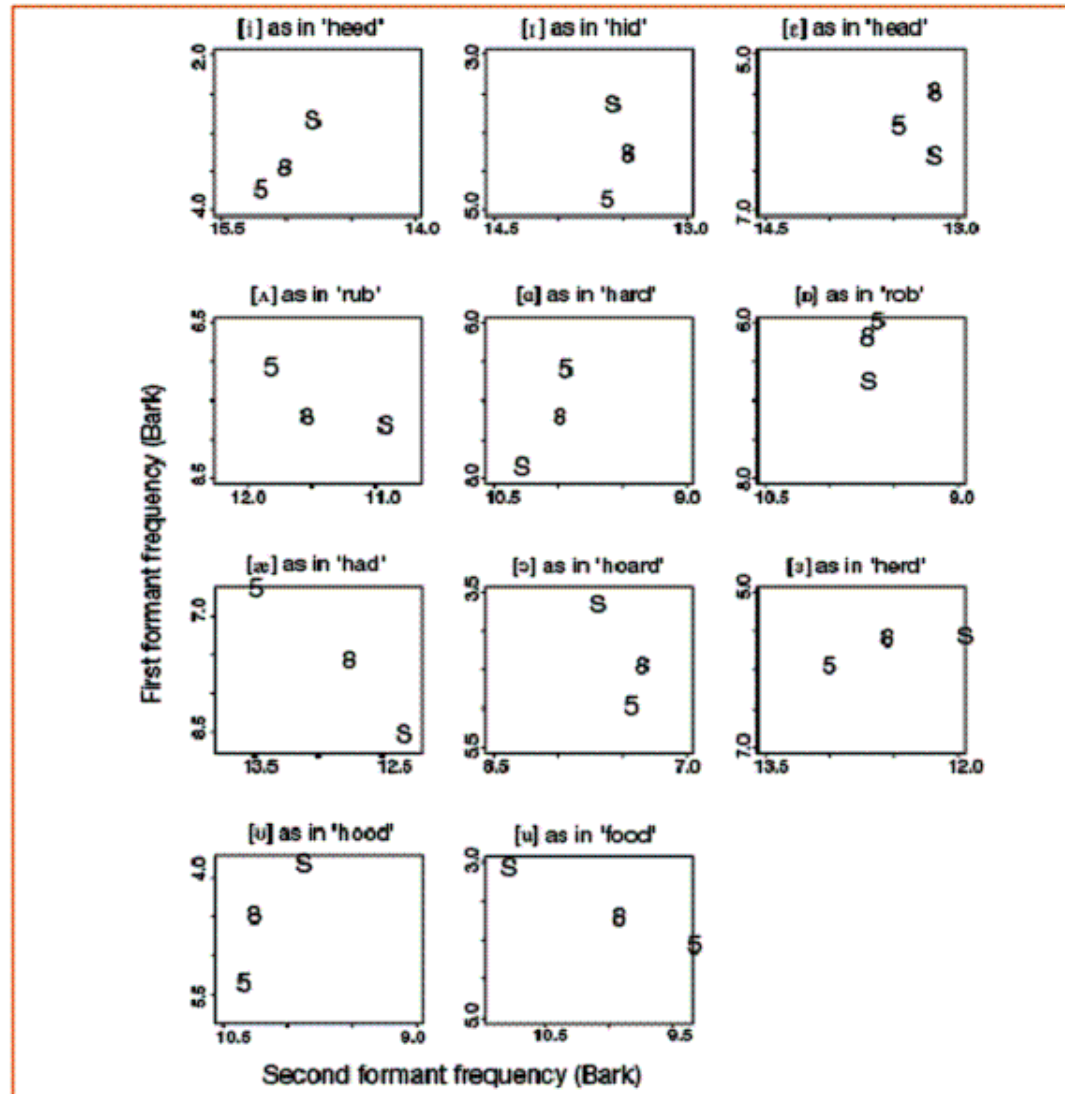 [i] as in 'heed' [ɪ] as in 'hid' [ɛ] as in 'head'
2.0 3.0 5.0
S S 8
8 8 5
5 5 S
4.0 5.0 7.0
15.5 14.0 14.5 13.0 14.5 13.0
[ʌ] as in 'rub' [ɑ] as in 'hard' [ɒ] as in 'rob'
6.5 6.0 6.0
5 5 5
8 8 8
S S S
8.0 8.0
12.0 11.0 10.5 9.0 10.5 9.0
First formant frequency (Bark)
[æ] as in 'had' [ɔ] as in 'hoard' [ɜ] as in 'herd'
7.0 3.5 5.0
5 S 8 S
8 8 5
S 5
5.5 7.0
13.5 12.5 8.5 7.0 13.5 12.0
[ʊ] as in 'hood' [u] as in 'food'
4.0 3.0
S S
8 8
5 5
5.5 5.0
10.5 9.0 10.5 9.5
Second formant frequency (Bark)